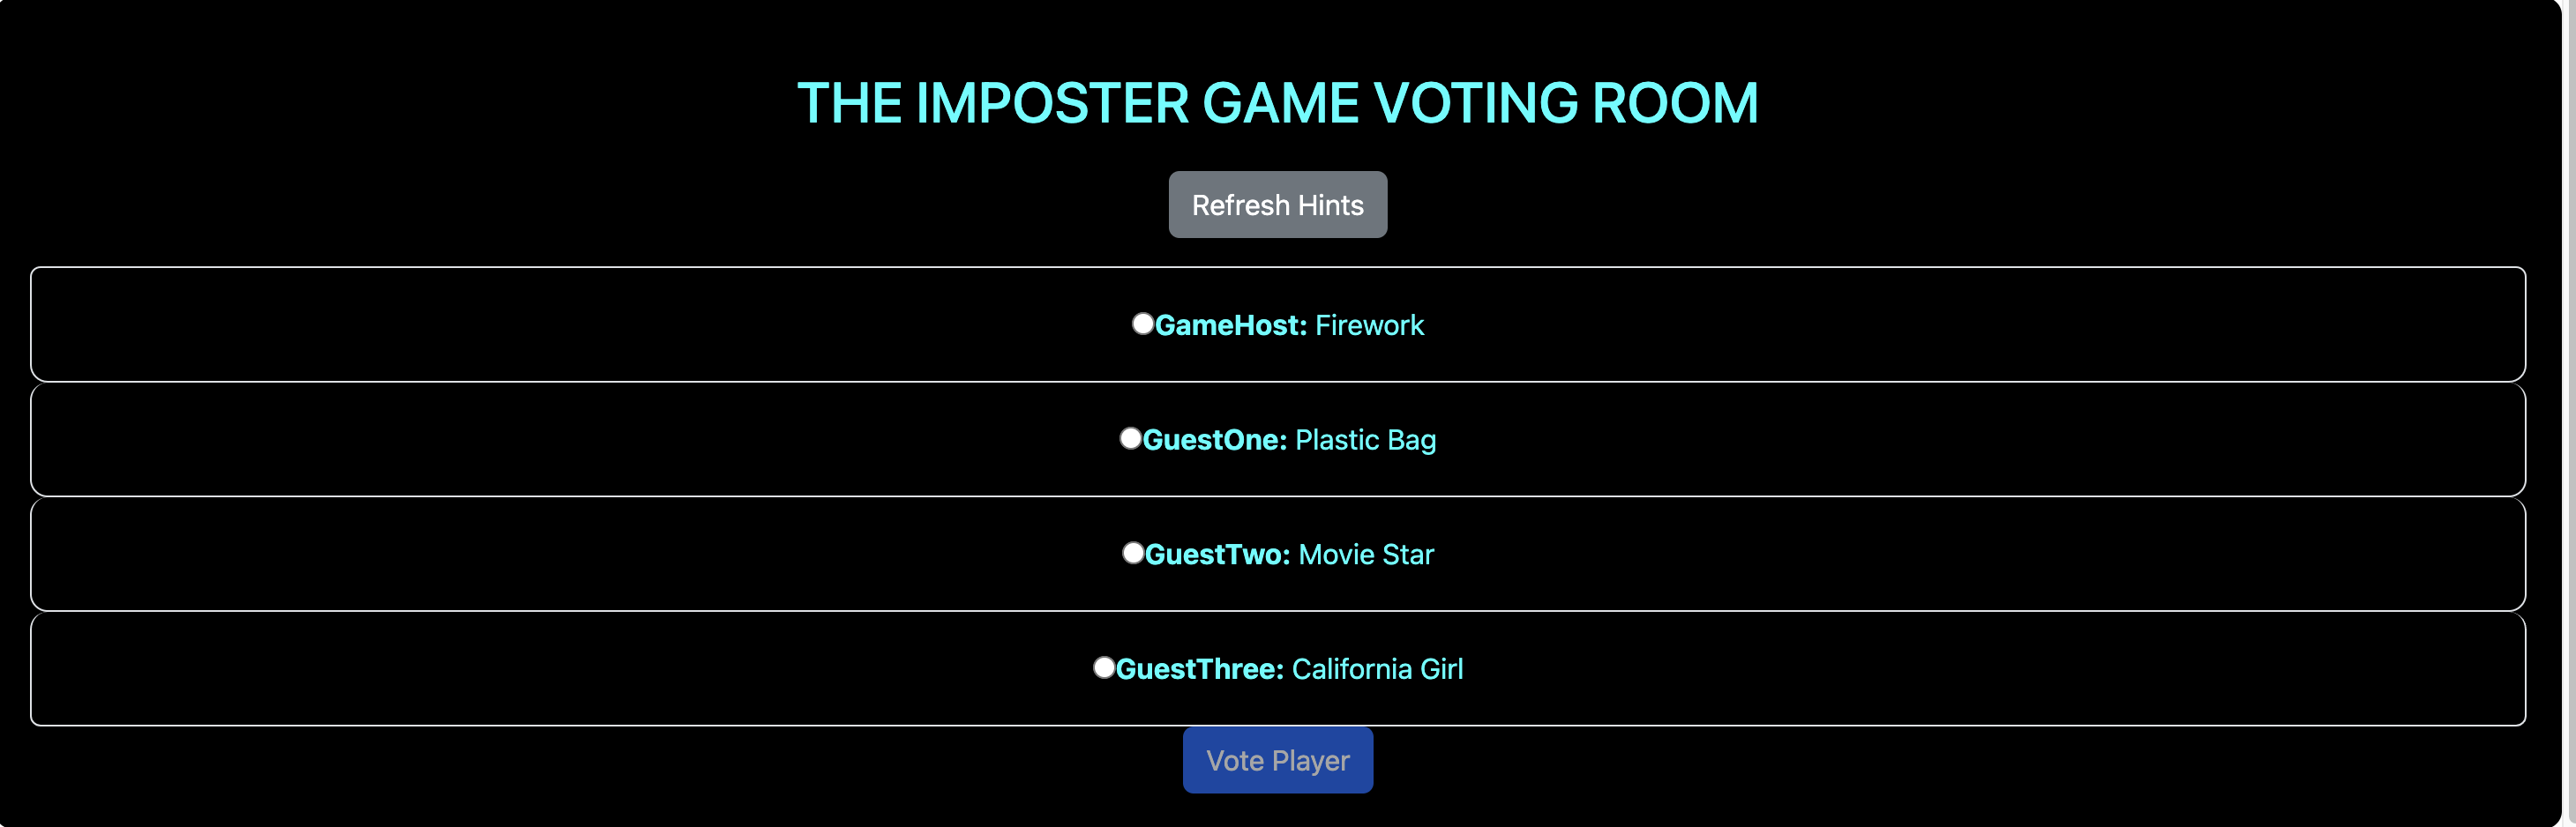 THE IMPOSTER GAME VOTING ROOM
Refresh Hints
GameHost: Firework
GuestOne: Plastic Bag
GuestTwo: Movie Star
GuestThree: California Girl
Vote Player